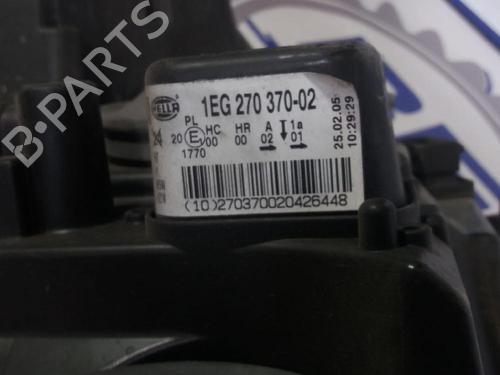 HELLA
1EG 270 370-02
PL HC HR A 1a
20 E 00 00 02 01
1770
25.02.05
10:29:29
(10)270370020426448
B-PARTS